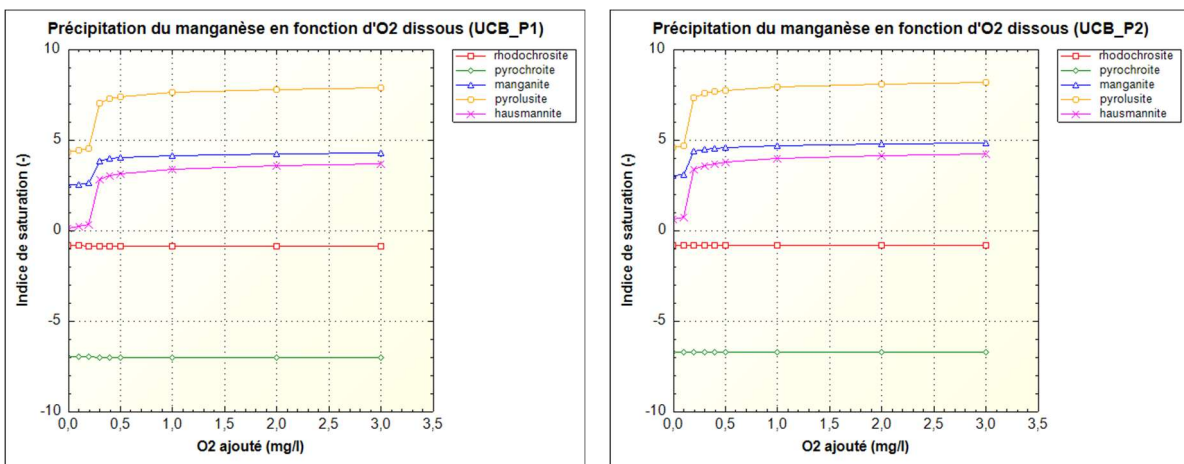 Précipitation du manganèse en fonction d'O2 dissous (UCB_P1)
10
5
0
-5
-10
Indice de saturation (-)
0,0 0,5 1,0 1,5 2,0 2,5 3,0 3,5
O2 ajouté (mg/l)
rhodochrosite
pyrochroite
manganite
pyrolusite
hausmannite
Précipitation du manganèse en fonction d'O2 dissous (UCB_P2)
10
5
0
-5
-10
Indice de saturation (-)
0,0 0,5 1,0 1,5 2,0 2,5 3,0 3,5
O2 ajouté (mg/l)
rhodochrosite
pyrochroite
manganite
pyrolusite
hausmannite